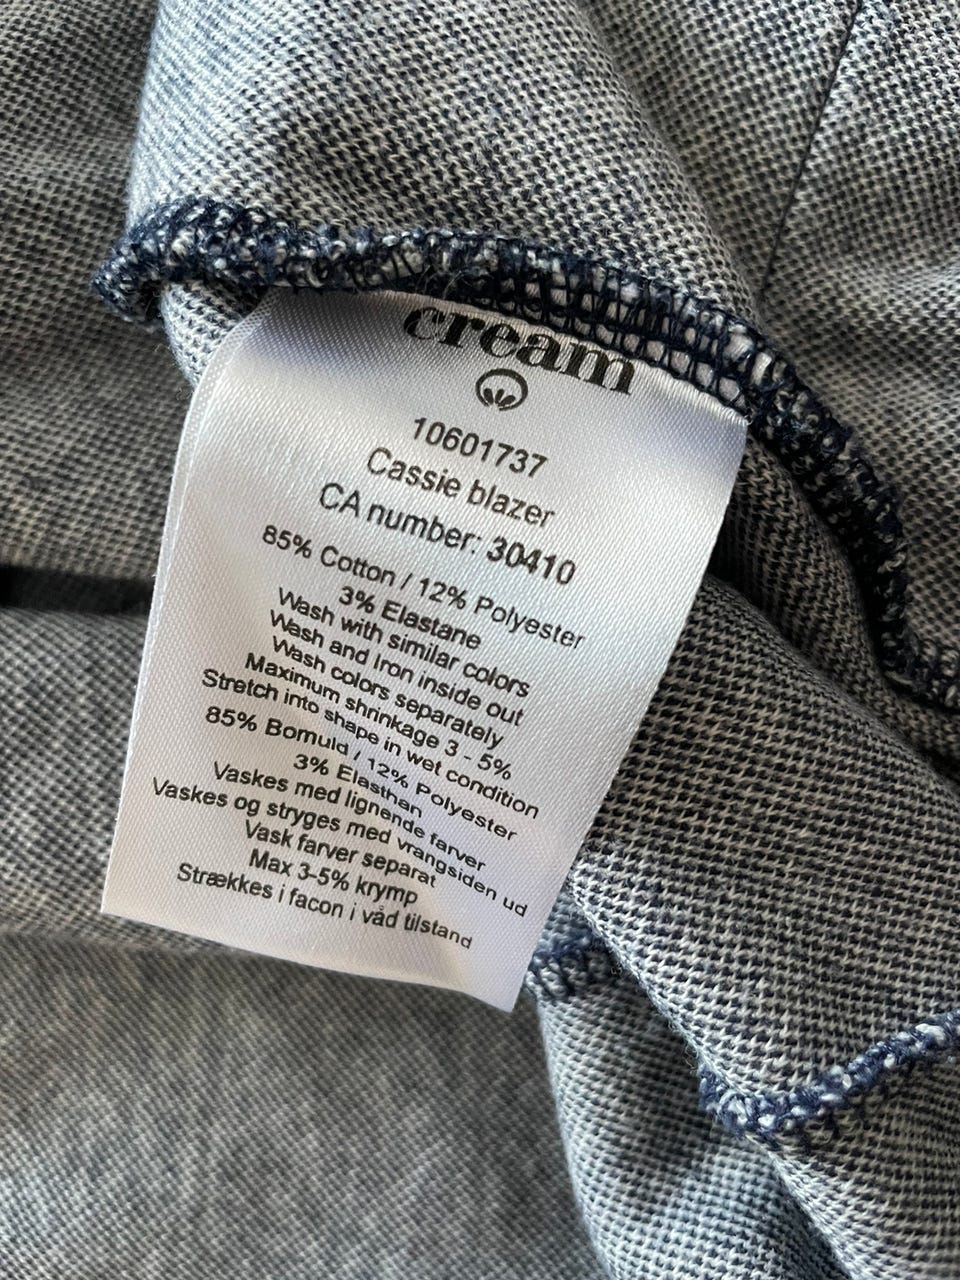 cream
10601737
Cassie blazer
CA number: 30410
85% Cotton / 12% Polyester
3% Elastane
Wash with similar colors
Wash and iron inside out
Wash colors separately
Maximum shrinkage 3 - 5%
Stretch into shape in wet condition
85% Bomuld / 12% Polyester
3% Elasthan
Vaskes med lignende farver
Vaskes og stryges med vrangsiden ud
Vask farver separat
Max 3-5% krymp
Strækkes i facon i våd tilstand